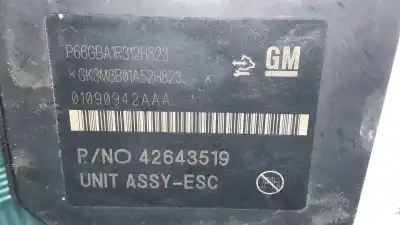 P66GBA1R312H823
*GK3M8B01A52H823 *
GM
01090942AAA
P/NO 42643519
UNIT ASSY-ESC